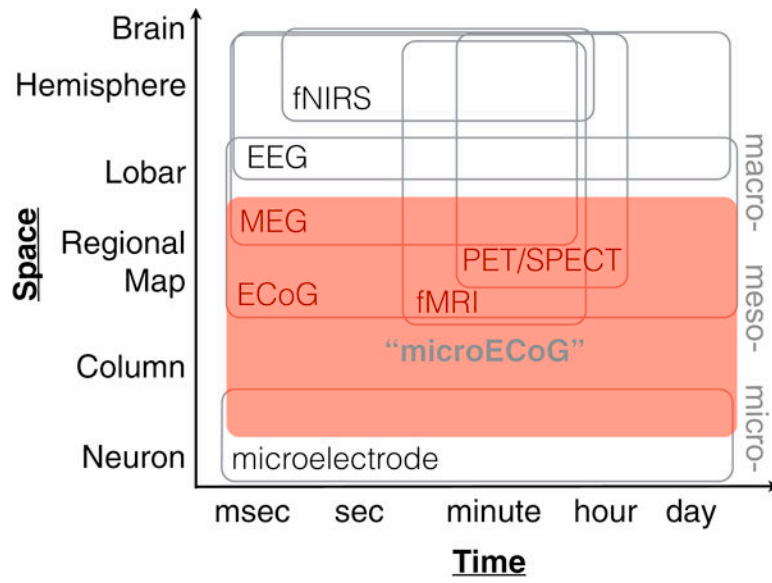 Brain
Hemisphere
Lobar
Regional
Map
Column
Neuron
Space
fNIRS
EEG
MEG
PET/SPECT
ECoG
fMRI
“microECoG”
microelectrode
macro-
meso-
micro-
msec sec minute hour day
Time